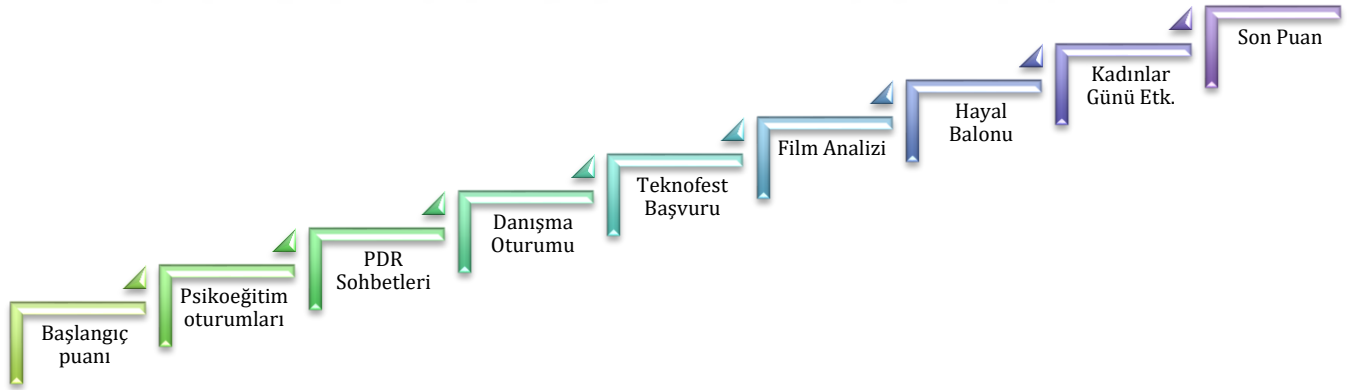 Başlangıç
puanı
Psikoeğitim
oturumları
PDR
Sohbetleri
Danışma
Oturumu
Teknofest
Başvuru
Film Analizi
Hayal
Balonu
Kadınlar
Günü Etk.
Son Puan